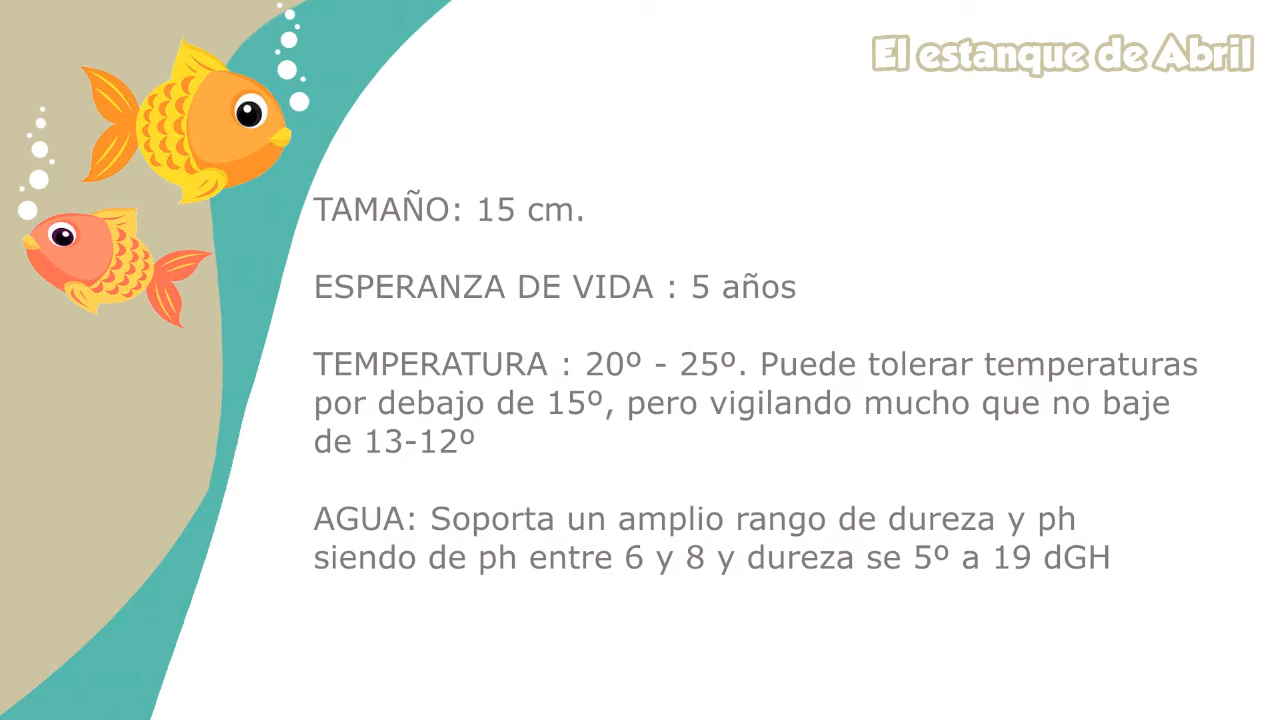 El estanque de Abril
TAMAÑO: 15 cm.
ESPERANZA DE VIDA : 5 años
TEMPERATURA : 20º - 25º. Puede tolerar temperaturas
por debajo de 15º, pero vigilando mucho que no baje
de 13-12º
AGUA: Soporta un amplio rango de dureza y ph
siendo de ph entre 6 y 8 y dureza se 5º a 19 dGH